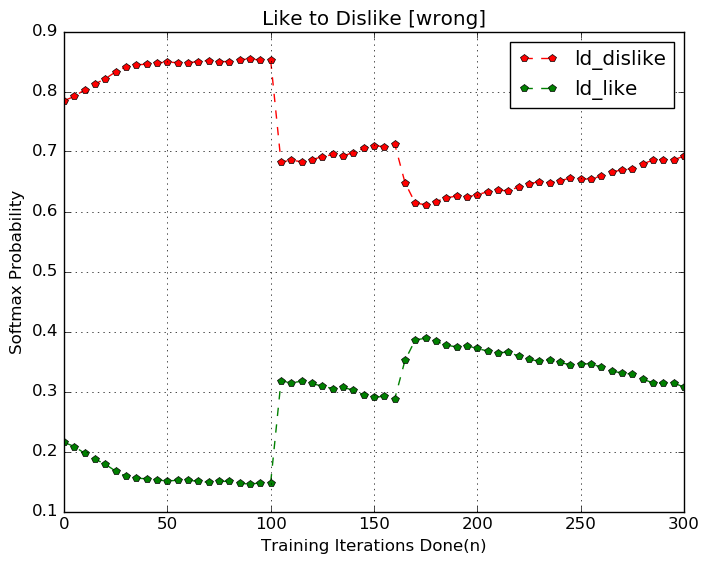 Like to Dislike [wrong]
ld_dislike
ld_like
Softmax Probability
0.9
0.8
0.7
0.6
0.5
0.4
0.3
0.2
0.1
0 50 100 150 200 250 300
Training Iterations Done(n)